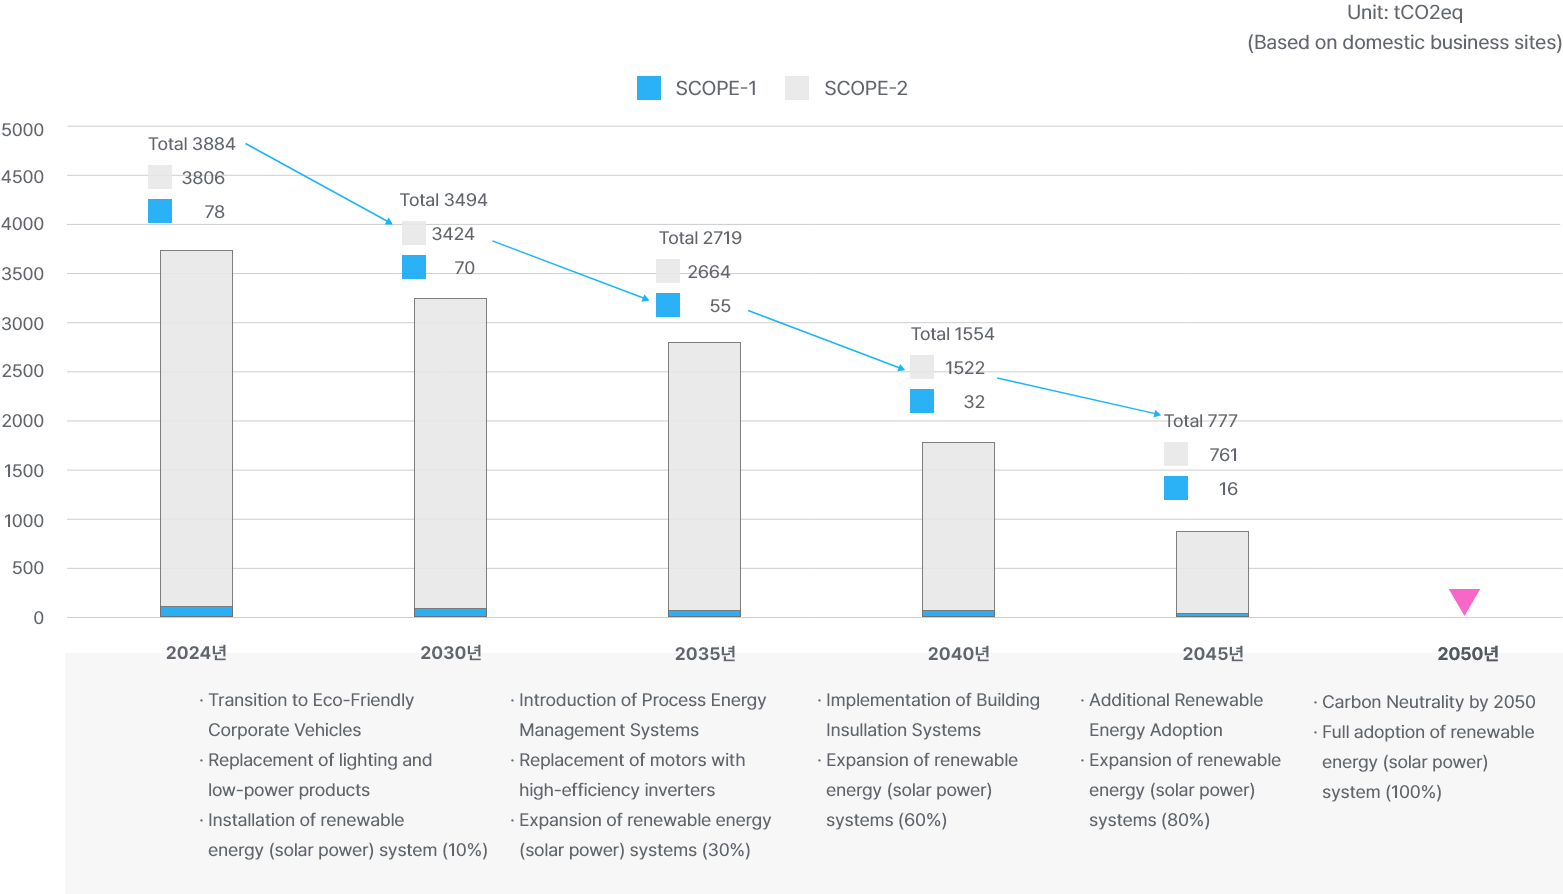 Unit: tCO2eq
(Based on domestic business sites)
SCOPE-1 SCOPE-2
5000
4500
4000
3500
3000
2500
2000
1500
1000
500
0
Total 3884
3806
78
Total 3494
3424
70
Total 2719
2664
55
Total 1554
1522
32
Total 777
761
16
2024년 2030년 2035년 2040년 2045년 2050년
· Transition to Eco-Friendly
Corporate Vehicles
· Replacement of lighting and
low-power products
· Installation of renewable
energy (solar power) system (10%)
· Introduction of Process Energy
Management Systems
· Replacement of motors with
high-efficiency inverters
· Expansion of renewable energy
(solar power) systems (30%)
· Implementation of Building
Insullation Systems
· Expansion of renewable
energy (solar power)
systems (60%)
· Additional Renewable
Energy Adoption
· Expansion of renewable
energy (solar power)
systems (80%)
· Carbon Neutrality by 2050
· Full adoption of renewable
energy (solar power)
system (100%)